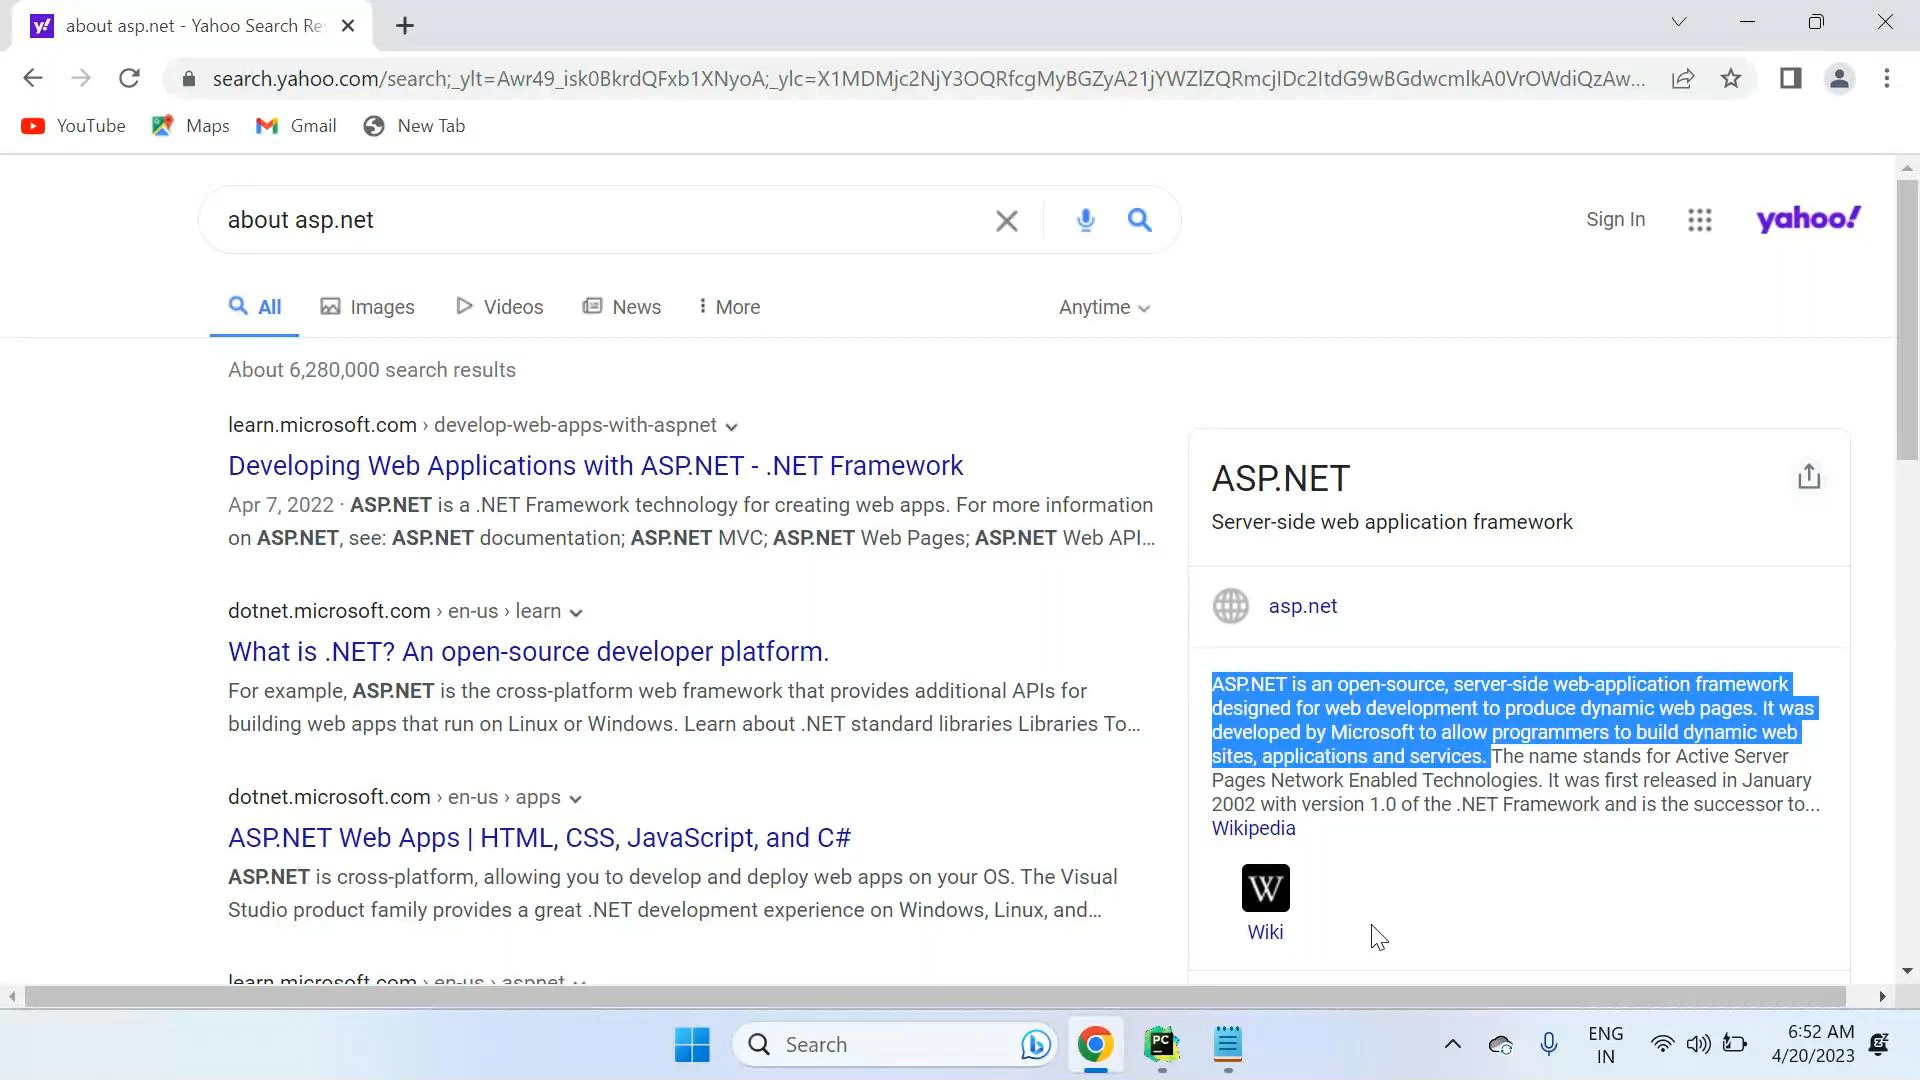 about asp.net - Yahoo Search Re
search.yahoo.com/search;_ylt=Awr49_isk0BkrdQFxb1XNyoA;_ylc=X1MDMjc2NjY3OQRfcgMyBGZyA21jYWZlZQRmcjIDc2ItdG9wBGdwcmlkA0VrOWdiQzAw...
YouTube Maps Gmail New Tab
about asp.net
Sign In yahoo!
All Images Videos News More Anytime
About 6,280,000 search results
learn.microsoft.com › develop-web-apps-with-aspnet
Developing Web Applications with ASP.NET - .NET Framework
Apr 7, 2022 · ASP.NET is a .NET Framework technology for creating web apps. For more information
on ASP.NET, see: ASP.NET documentation; ASP.NET MVC; ASP.NET Web Pages; ASP.NET Web API...
dotnet.microsoft.com › en-us › learn
What is .NET? An open-source developer platform.
For example, ASP.NET is the cross-platform web framework that provides additional APIs for
building web apps that run on Linux or Windows. Learn about .NET standard libraries Libraries To...
dotnet.microsoft.com › en-us › apps
ASP.NET Web Apps | HTML, CSS, JavaScript, and C#
ASP.NET is cross-platform, allowing you to develop and deploy web apps on your OS. The Visual
Studio product family provides a great .NET development experience on Windows, Linux, and...
learn.microsoft.com › en-us › aspnet
ASP.NET
Server-side web application framework
asp.net
ASP.NET is an open-source, server-side web-application framework
designed for web development to produce dynamic web pages. It was
developed by Microsoft to allow programmers to build dynamic web
sites, applications and services. The name stands for Active Server
Pages Network Enabled Technologies. It was first released in January
2002 with version 1.0 of the .NET Framework and is the successor to...
Wikipedia
W
Wiki
Search
PC
ENG
IN
6:52 AM
4/20/2023